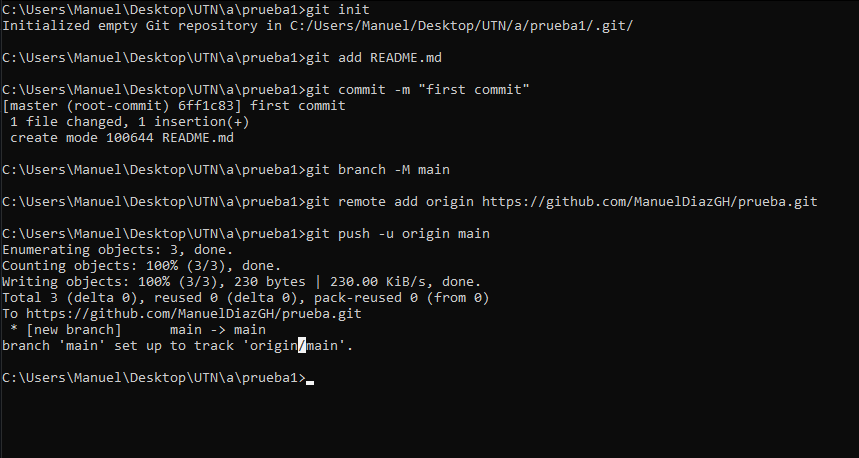 C:\Users\Manuel\Desktop\UTN\a\prueba1>git init
Initialized empty Git repository in C:/Users/Manuel/Desktop/UTN/a/prueba1/.git/
C:\Users\Manuel\Desktop\UTN\a\prueba1>git add README.md
C:\Users\Manuel\Desktop\UTN\a\prueba1>git commit -m "first commit"
[master (root-commit) 6ff1c83] first commit
 1 file changed, 1 insertion(+)
 create mode 100644 README.md
C:\Users\Manuel\Desktop\UTN\a\prueba1>git branch -M main
C:\Users\Manuel\Desktop\UTN\a\prueba1>git remote add origin https://github.com/ManuelDiazGH/prueba.git
C:\Users\Manuel\Desktop\UTN\a\prueba1>git push -u origin main
Enumerating objects: 3, done.
Counting objects: 100% (3/3), done.
Writing objects: 100% (3/3), 230 bytes | 230.00 KiB/s, done.
Total 3 (delta 0), reused 0 (delta 0), pack-reused 0 (from 0)
To https://github.com/ManuelDiazGH/prueba.git
 * [new branch]      main -> main
branch 'main' set up to track 'origin/main'.
C:\Users\Manuel\Desktop\UTN\a\prueba1>